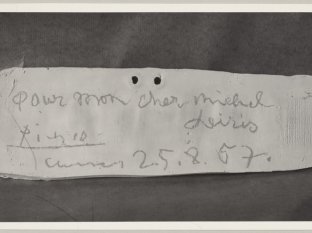 pour mon cher michel
Leiris
Picasso
Cannes 25.8.57.